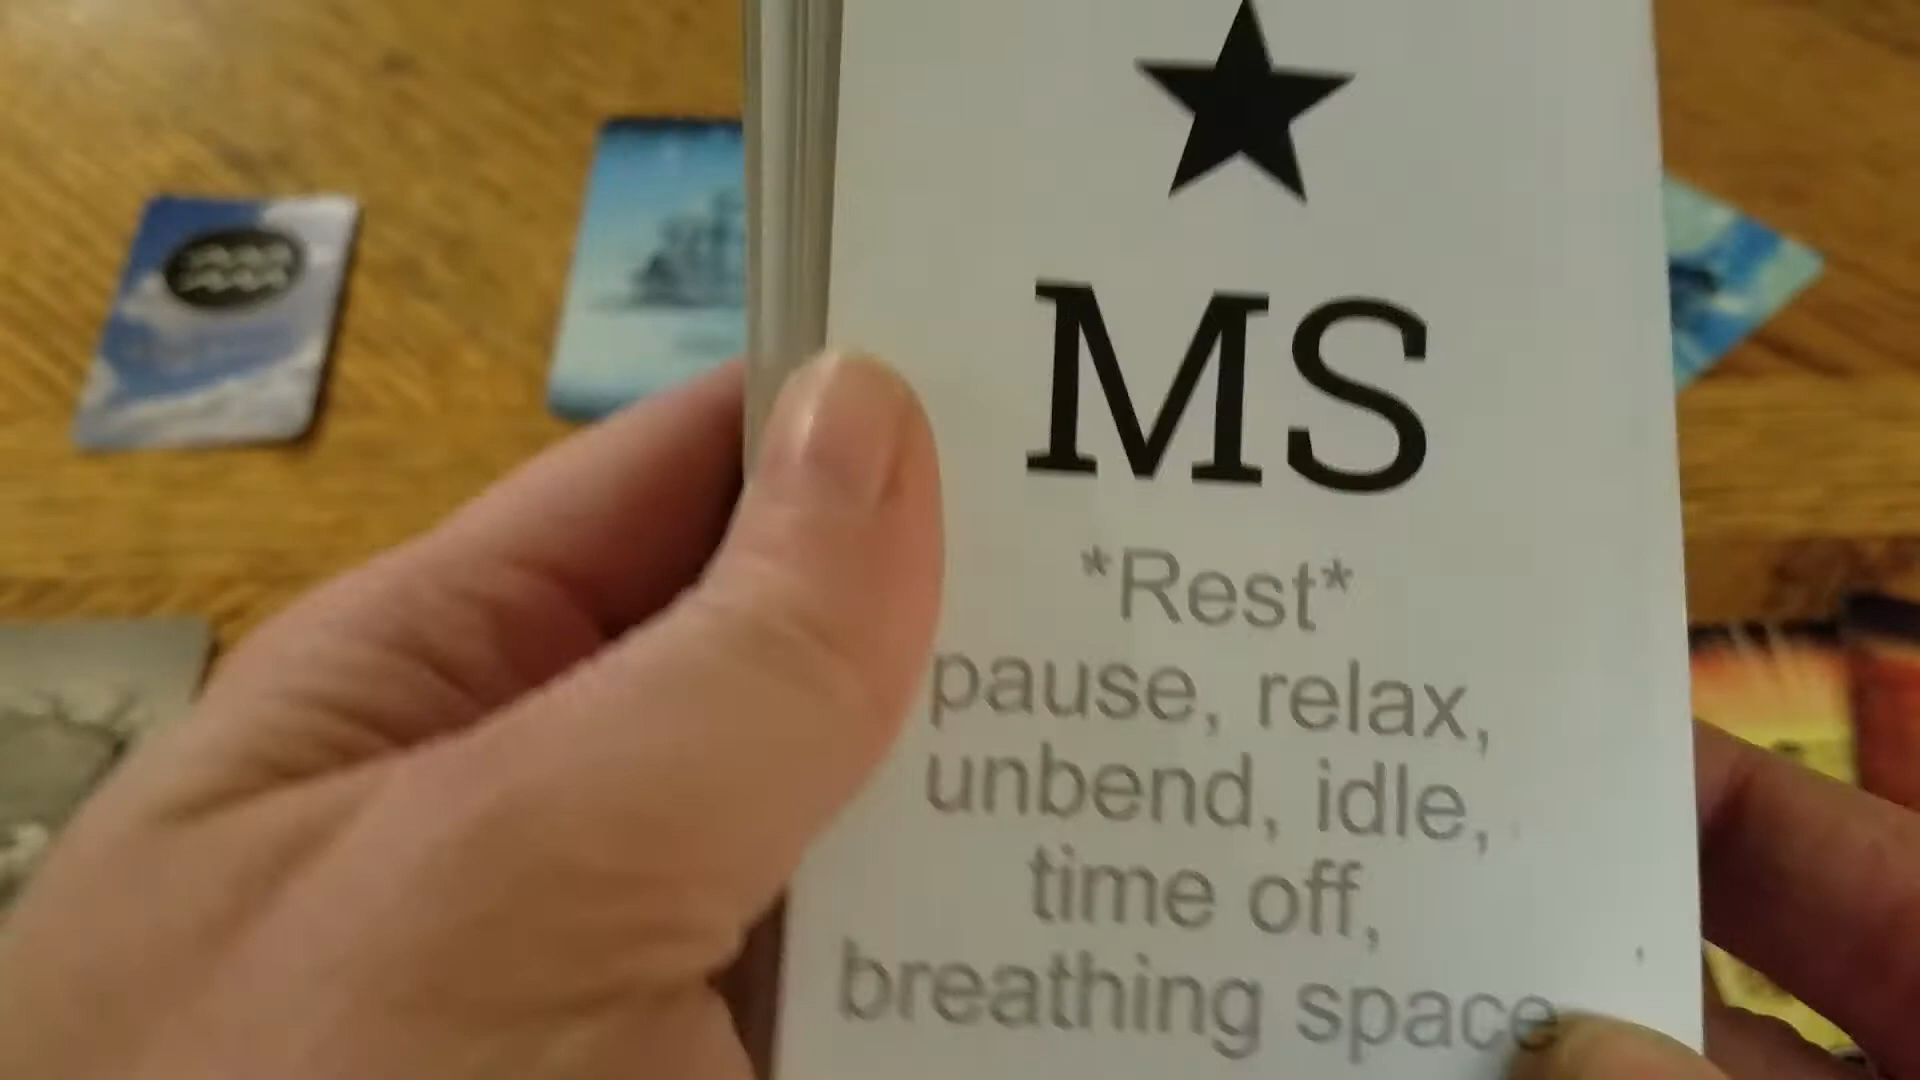 MS
*Rest*
pause, relax,
unbend, idle,
time off,
breathing space